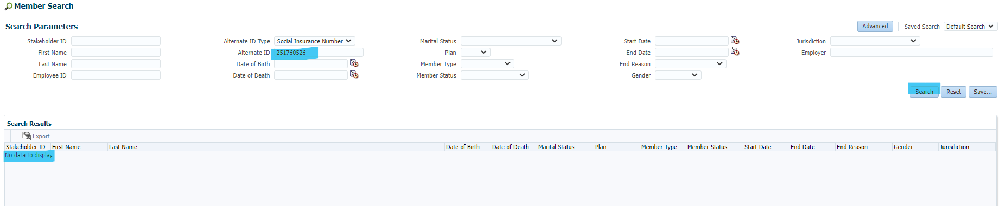 Member Search
Search Parameters
Advanced Saved Search Default Search
Stakeholder ID Alternate ID Type Social Insurance Number Marital Status Start Date Jurisdiction
First Name Alternate ID 251760526 Plan End Date Employer
Last Name Date of Birth Member Type End Reason
Employee ID Date of Death Member Status Gender
Search Reset Save...
Search Results
Export
Stakeholder ID First Name Last Name Date of Birth Date of Death Marital Status Plan Member Type Member Status Start Date End Date End Reason Gender Jurisdiction
No data to display.